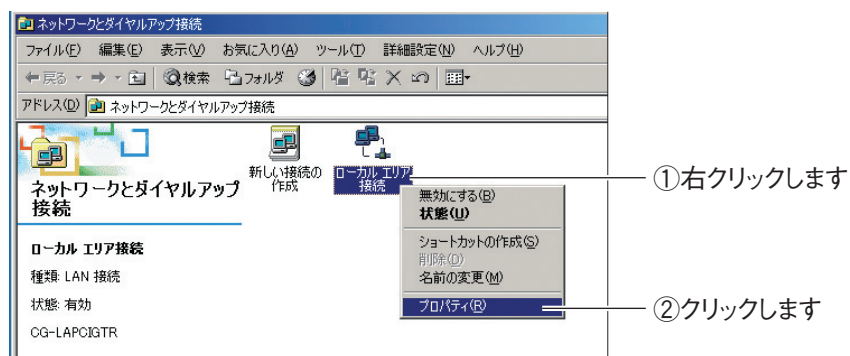 ネットワークとダイヤルアップ接続
ファイル(F) 編集(E) 表示(V) お気に入り(A) ツール(T) 詳細設定(N) ヘルプ(H)
戻る 検索 フォルダ
アドレス(D) ネットワークとダイヤルアップ接続
新しい接続の
作成
ローカル エリア
接続
①右クリックします
ネットワークとダイヤルアップ
接続
無効にする(B)
状態(U)
ショートカットの作成(S)
削除(D)
名前の変更(M)
プロパティ(R)
②クリックします
ローカル エリア接続
種類: LAN 接続
状態: 有効
CG-LAPCIGTR